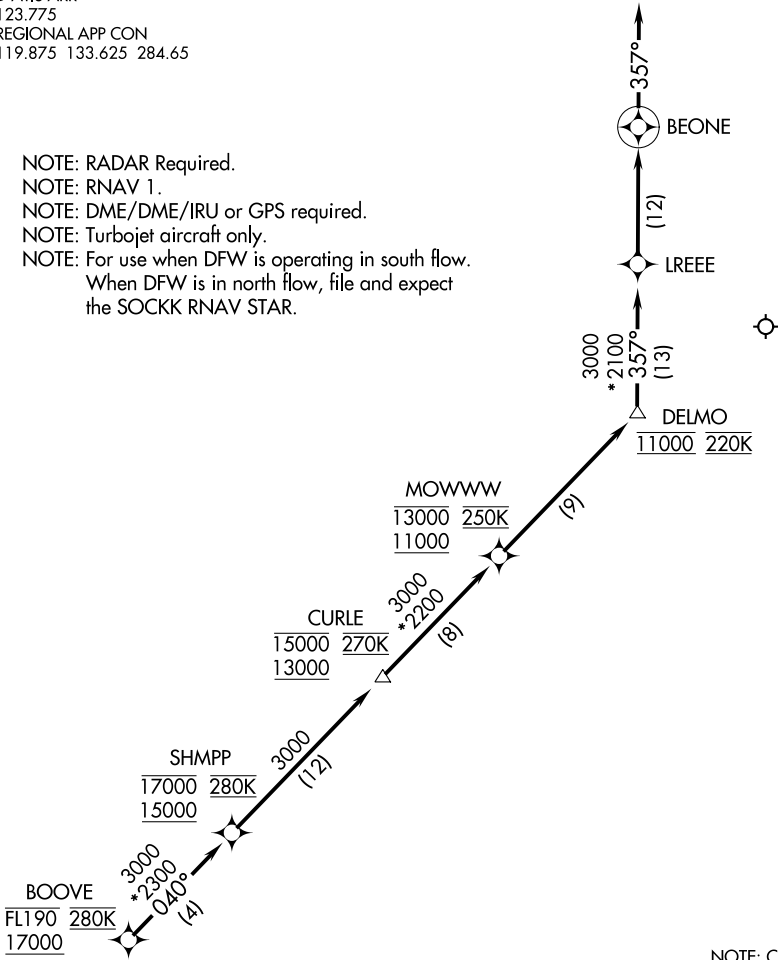 123.775
REGIONAL APP CON
119.875 133.625 284.65
357°
BEONE
NOTE: RADAR Required.
NOTE: RNAV 1.
NOTE: DME/DME/IRU or GPS required.
NOTE: Turbojet aircraft only.
NOTE: For use when DFW is operating in south flow.
When DFW is in north flow, file and expect
the SOCKK RNAV STAR.
(12)
LREEE
3000
*2100
357°
(13)
DELMO
11000 220K
MOWWW
13000 250K
11000
(9)
3000
*2200
(8)
CURLE
15000 270K
13000
3000
(12)
SHMPP
17000 280K
15000
3000
*2300
040°
(4)
BOOVE
FL190 280K
17000
NOTE: C